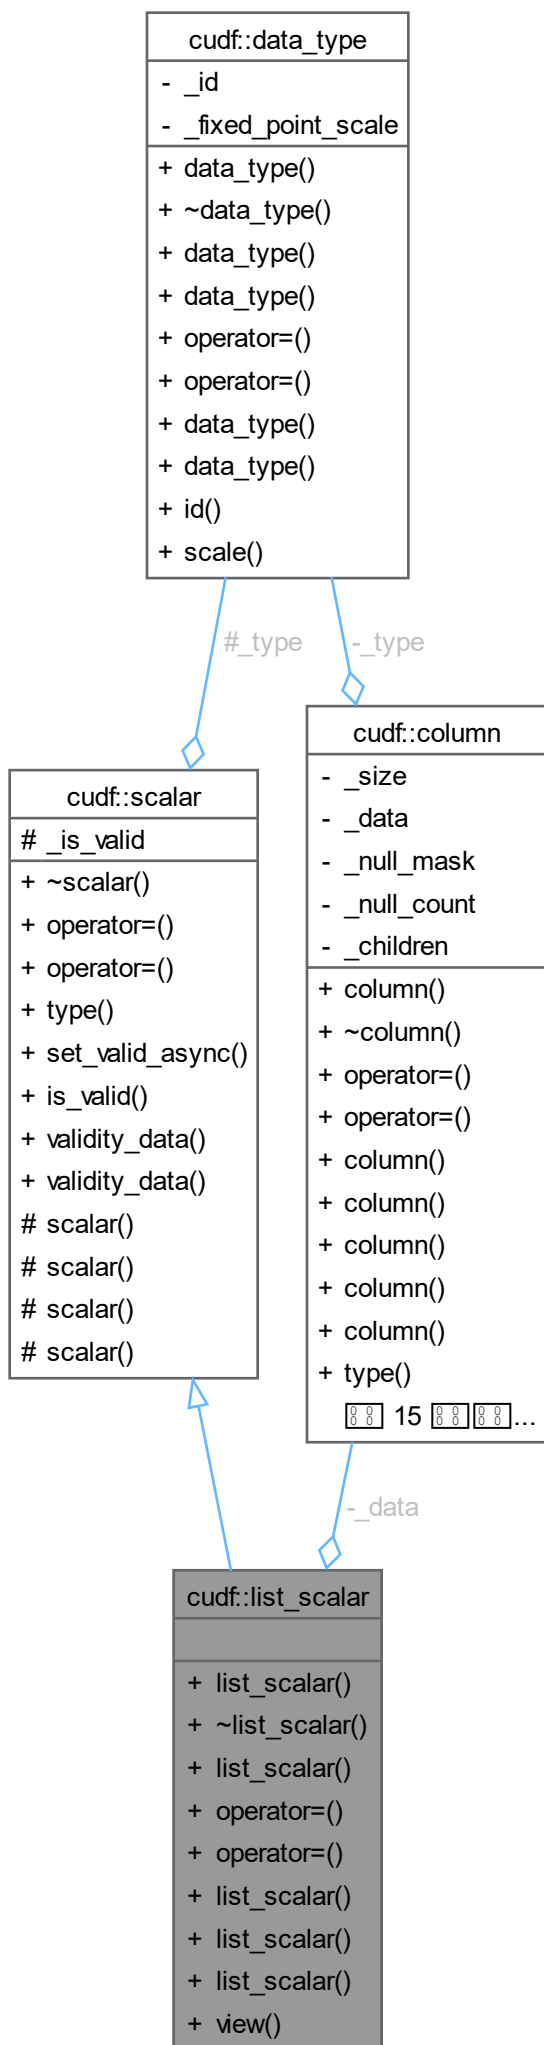 cudf::data_type
- _id
- _fixed_point_scale
+ data_type()
+ ~data_type()
+ data_type()
+ data_type()
+ operator=()
+ operator=()
+ data_type()
+ data_type()
+ id()
+ scale()
#_type
-_type
cudf::scalar
# _is_valid
+ ~scalar()
+ operator=()
+ operator=()
+ type()
+ set_valid_async()
+ is_valid()
+ validity_data()
+ validity_data()
# scalar()
# scalar()
# scalar()
# scalar()
cudf::column
- _size
- _data
- _null_mask
- _null_count
- _children
+ column()
+ ~column()
+ operator=()
+ operator=()
+ column()
+ column()
+ column()
+ column()
+ column()
+ type()
15 ...
-_data
cudf::list_scalar
+ list_scalar()
+ ~list_scalar()
+ list_scalar()
+ operator=()
+ operator=()
+ list_scalar()
+ list_scalar()
+ list_scalar()
+ view()